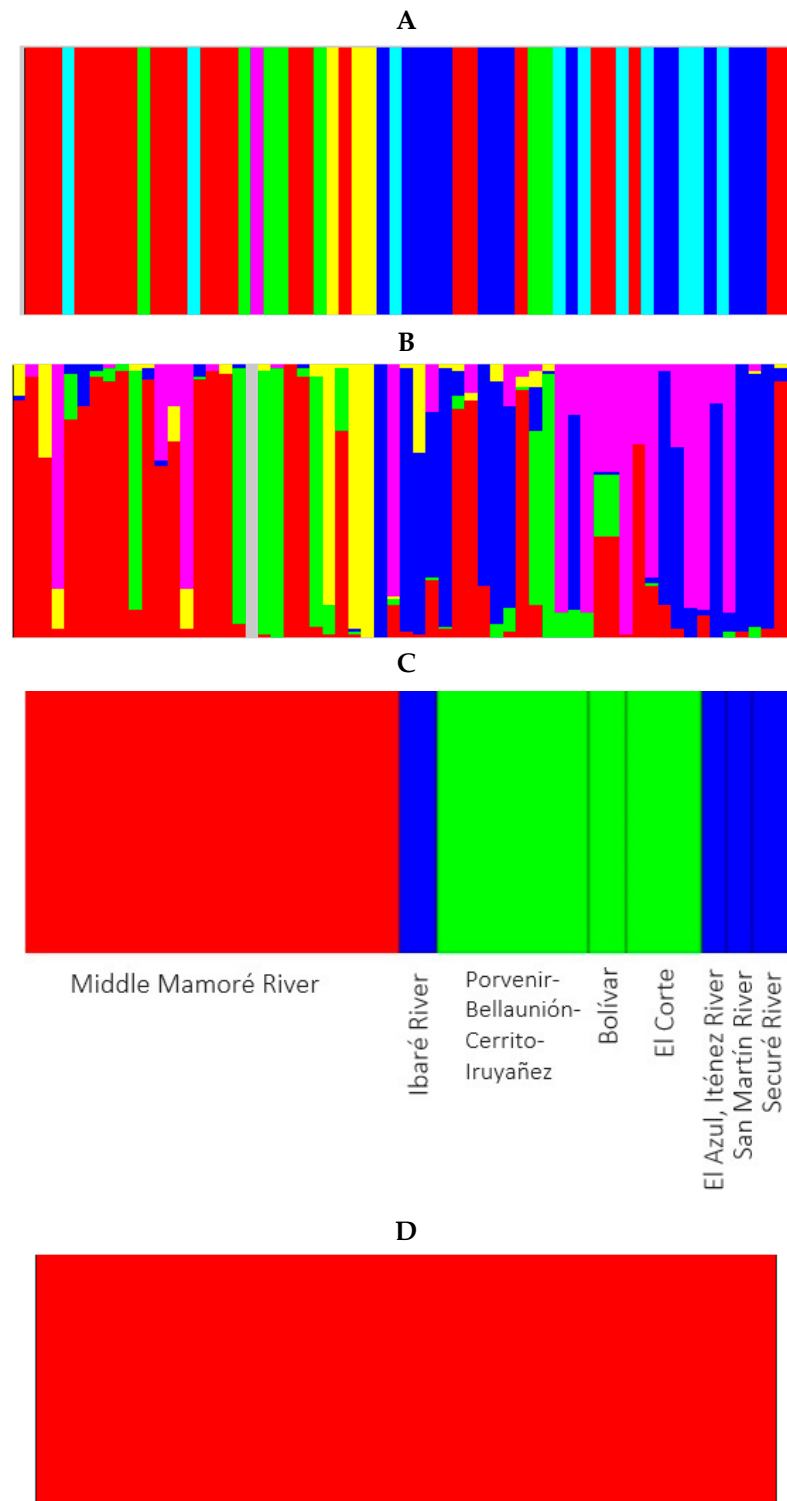 A
B
C
Middle Mamoré River
Ibaré River
Porvenir-
Bellaunión-
Cerrito-
Iruyañez
Bolívar
El Corte
El Azul, Iténez River
San Martín River
Securé River
D